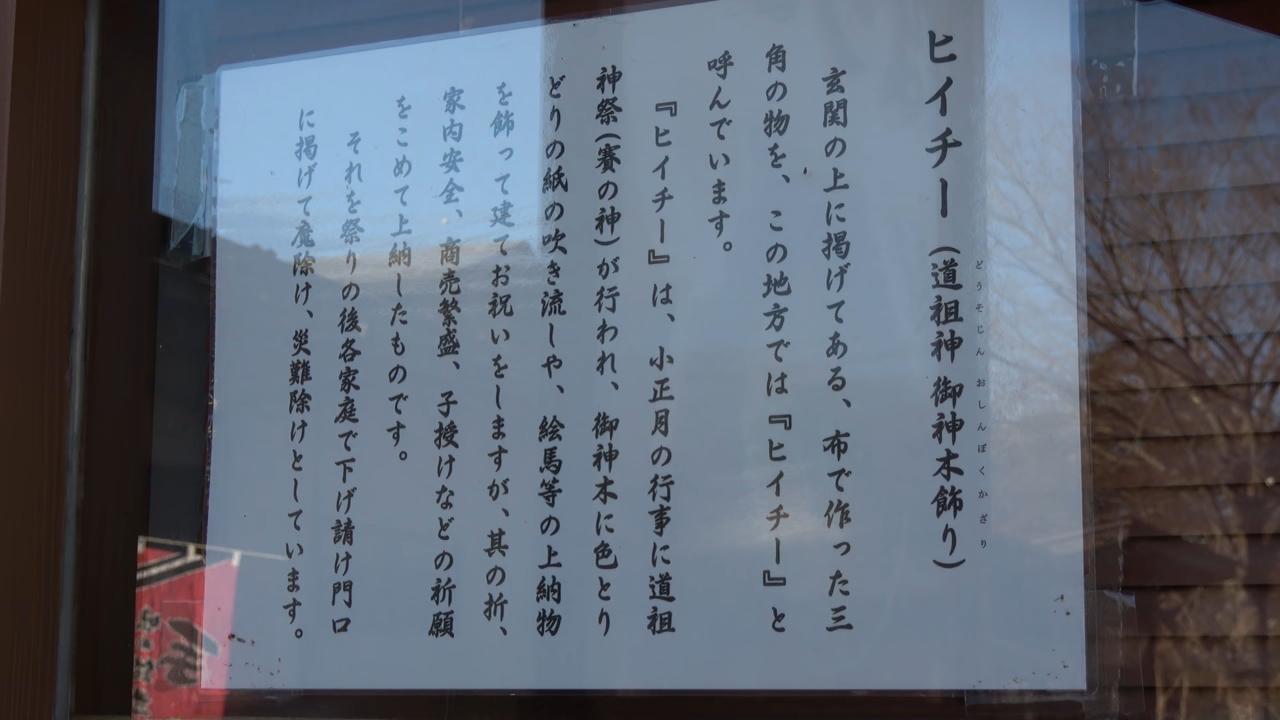 ヒイチー（道祖神 御神木飾り）
どうそじん おしんぼくかざり
玄関の上に掲げてある、布で作った三
角の物を、この地方では『ヒイチー』と
呼んでいます。
『ヒイチー』は、小正月の行事に道祖
神祭（賽の神）が行われ、御神木に色とり
どりの紙の吹き流しや、絵馬等の上納物
を飾って建てお祝いをしますが、其の折、
家内安全、商売繁盛、子授けなどの祈願
をこめて上納したものです。
それを祭りの後各家庭で下げ請け門口
に掲げて魔除け、災難除けとしています。